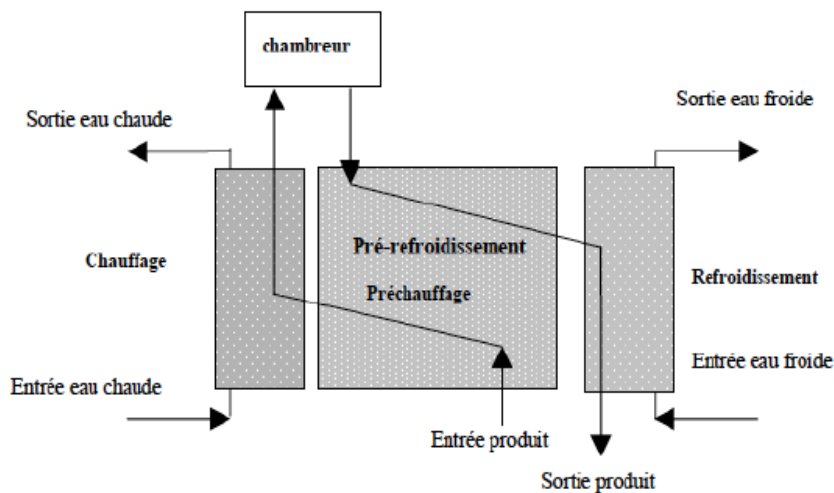 chambreur
Sortie eau chaude
Sortie eau froide
Pré-refroidissement
Chauffage
Préchauffage
Refroidissement
Entrée eau chaude
Entrée eau froide
Entrée produit
Sortie produit